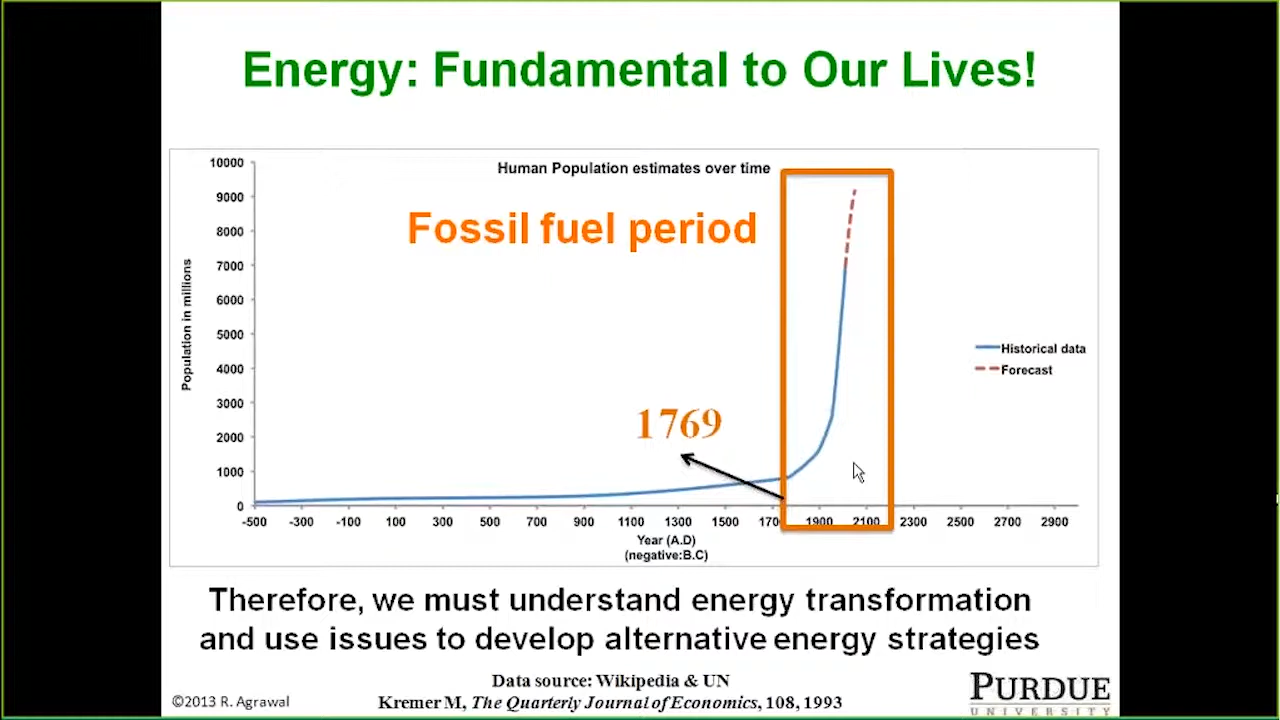 Energy: Fundamental to Our Lives!
Human Population estimates over time
Fossil fuel period
10000
9000
8000
7000
6000
5000
4000
3000
2000
1000
0
Population in millions
1769
Historical data
Forecast
-500 -300 -100 100 300 500 700 900 1100 1300 1500 1900 2100 2300 2500 2700 2900
Year (A.D)
(negative:B.C)
Therefore, we must understand energy transformation
and use issues to develop alternative energy strategies
Data source: Wikipedia & UN
Kremer M, The Quarterly Journal of Economics, 108, 1993
©2013 R. Agrawal
PURDUE
UNIVERSITY